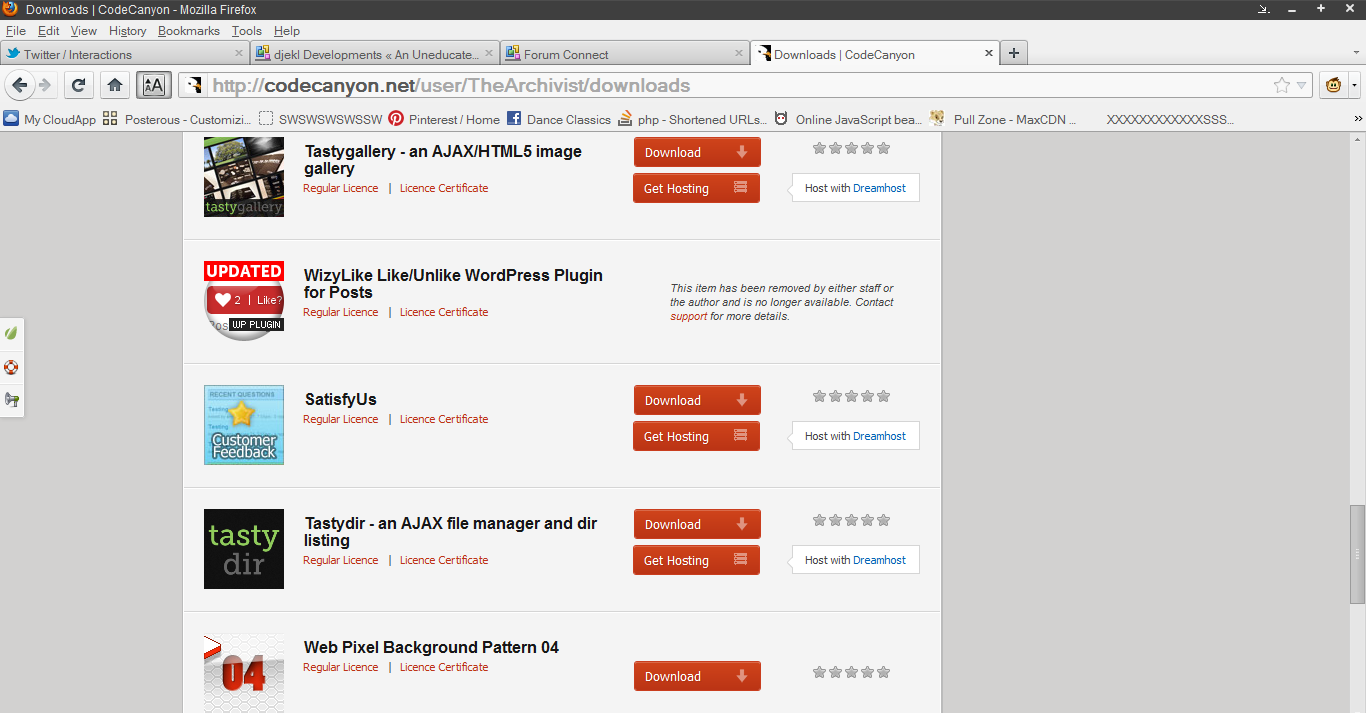 Downloads | CodeCanyon - Mozilla Firefox
File Edit View History Bookmarks Tools Help
Twitter / Interactions
djekl Developments « An Uneducate...
Forum Connect
Downloads | CodeCanyon
http://codecanyon.net/user/TheArchivist/downloads
My CloudApp
Posterous - Customizi...
SWSWSWSWSSW
Pinterest / Home
Dance Classics
php - Shortened URLs...
Online JavaScript bea...
Pull Zone - MaxCDN ...
XXXXXXXXXXXXSSS...
tastygallery
Tastygallery - an AJAX/HTML5 image
gallery
Regular Licence | Licence Certificate
Download
Get Hosting
Host with Dreamhost
UPDATED
2 | Like?
WP PLUGIN
WizyLike Like/Unlike WordPress Plugin
for Posts
Regular Licence | Licence Certificate
This item has been removed by either staff or
the author and is no longer available. Contact
support for more details.
RECENT QUESTIONS
Testing
Customer
Feedback
SatisfyUs
Regular Licence | Licence Certificate
Download
Get Hosting
Host with Dreamhost
tasty
dir
Tastydir - an AJAX file manager and dir
listing
Regular Licence | Licence Certificate
Download
Get Hosting
Host with Dreamhost
04
Web Pixel Background Pattern 04
Regular Licence | Licence Certificate
Download